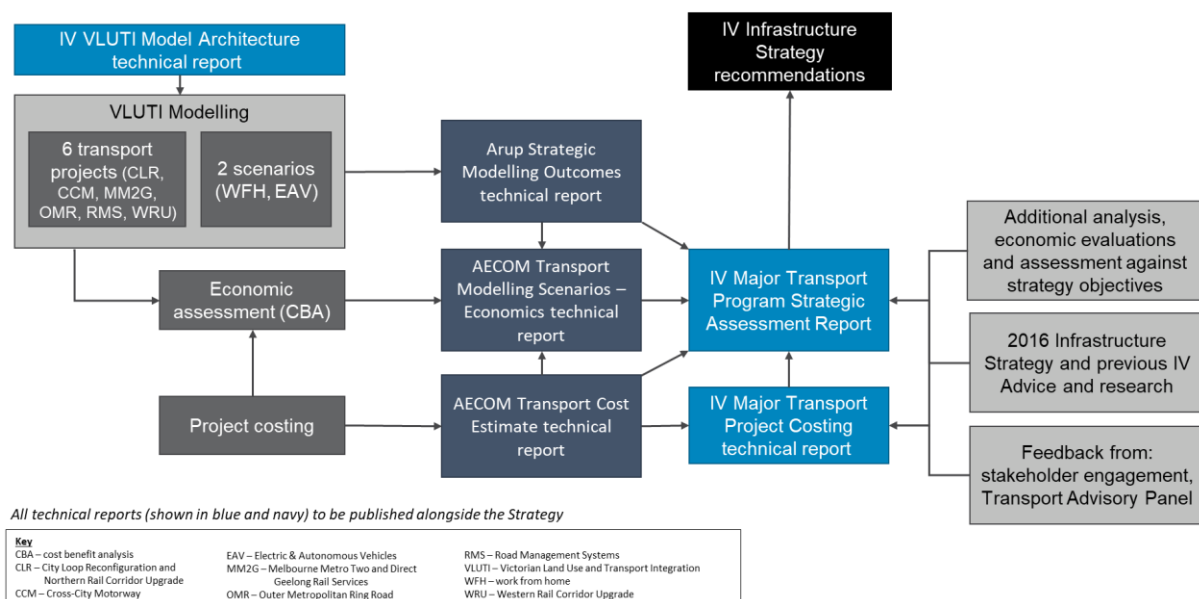 IV VLUTI Model Architecture
technical report
VLUTI Modelling
6 transport
projects (CLR,
CCM, MM2G,
OMR, RMS, WRU)
2 scenarios
(WFH, EAV)
Economic
assessment (CBA)
Project costing
Arup Strategic
Modelling Outcomes
technical report
AECOM Transport
Modelling Scenarios –
Economics technical
report
AECOM Transport Cost
Estimate technical
report
IV Infrastructure
Strategy
recommendations
IV Major Transport
Program Strategic
Assessment Report
IV Major Transport
Project Costing
technical report
Additional analysis,
economic evaluations
and assessment against
strategy objectives
2016 Infrastructure
Strategy and previous IV
Advice and research
Feedback from:
stakeholder engagement,
Transport Advisory Panel
All technical reports (shown in blue and navy) to be published alongside the Strategy
Key
CBA – cost benefit analysis
CLR – City Loop Reconfiguration and
Northern Rail Corridor Upgrade
CCM – Cross-City Motorway
EAV – Electric & Autonomous Vehicles
MM2G – Melbourne Metro Two and Direct
Geelong Rail Services
OMR – Outer Metropolitan Ring Road
RMS – Road Management Systems
VLUTI – Victorian Land Use and Transport Integration
WFH – work from home
WRU – Western Rail Corridor Upgrade